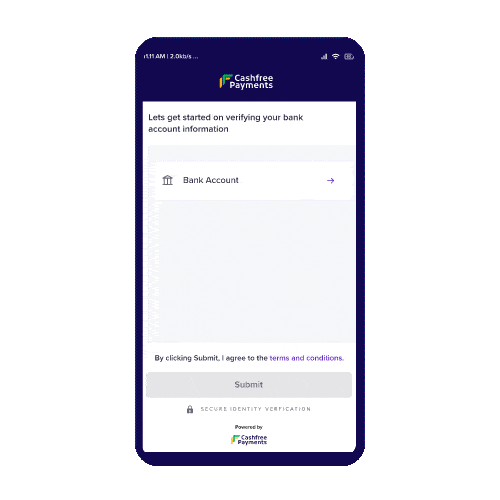 11:11 AM | 2.0kb/s ...
Cashfree
Payments
Lets get started on verifying your bank
account information
Bank Account
By clicking Submit, I agree to the terms and conditions.
Submit
SECURE IDENTITY VERFICATION
Powered by
Cashfree
Payments